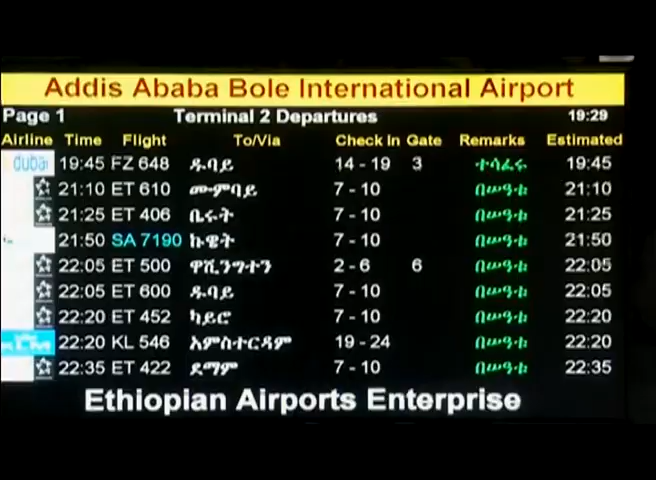 Addis Ababa Bole International Airport
Page 1 Terminal 2 Departures 19:29
Airline Time Flight To/Via Check In Gate Remarks Estimated
dubai 19:45 FZ 648 ዱባይ 14 - 19 3 ተሳፈሩ 19:45
21:10 ET 610 ሙምባይ 7 - 10 በሠዓቱ 21:10
21:25 ET 406 ቤሩት 7 - 10 በሠዓቱ 21:25
21:50 SA 7190 ኩዌት 7 - 10 በሠዓቱ 21:50
22:05 ET 500 ዋሺንግተን 2 - 6 6 በሠዓቱ 22:05
22:05 ET 600 ዱባይ 7 - 10 በሠዓቱ 22:05
22:20 ET 452 ካይሮ 7 - 10 በሠዓቱ 22:20
KLM 22:20 KL 546 አምስተርዳም 19 - 24 በሠዓቱ 22:20
22:35 ET 422 ደማም 7 - 10 በሠዓቱ 22:35
Ethiopian Airports Enterprise